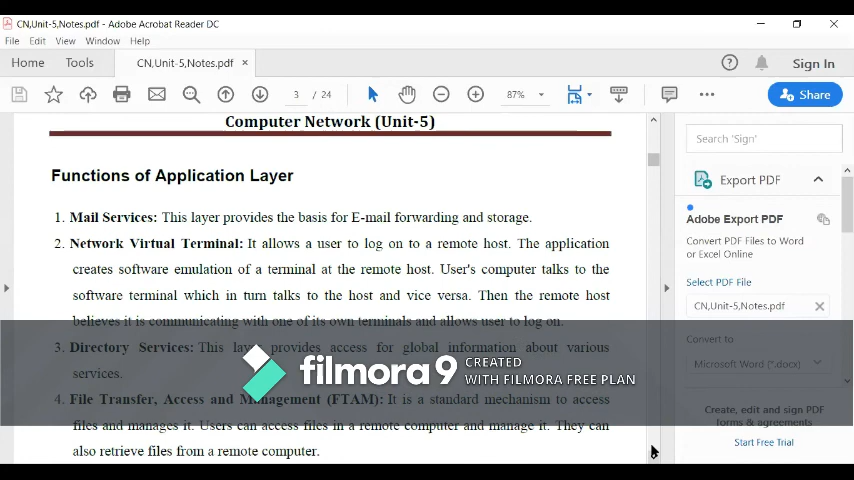 CN,Unit-5,Notes.pdf - Adobe Acrobat Reader DC
File Edit View Window Help
Home Tools CN,Unit-5,Notes.pdf × Sign In
3 / 24 87% Share
Computer Network (Unit-5)
Functions of Application Layer
1. Mail Services: This layer provides the basis for E-mail forwarding and storage.
2. Network Virtual Terminal: It allows a user to log on to a remote host. The application
creates software emulation of a terminal at the remote host. User's computer talks to the
software terminal which in turn talks to the host and vice versa. Then the remote host
believes it is communicating with one of its own terminals and allows user to log on.
3. Directory Services: This layer provides access for global information about various
services.
4. File Transfer, Access and Management (FTAM): It is a standard mechanism to access
files and manages it. Users can access files in a remote computer and manage it. They can
also retrieve files from a remote computer.
filmora9 CREATED
WITH FILMORA FREE PLAN
Search 'Sign'
Export PDF
Adobe Export PDF
Convert PDF Files to Word
or Excel Online
Select PDF File
CN,Unit-5,Notes.pdf
Convert to
Microsoft Word (*.docx)
Create, edit and sign PDF
forms & agreements
Start Free Trial